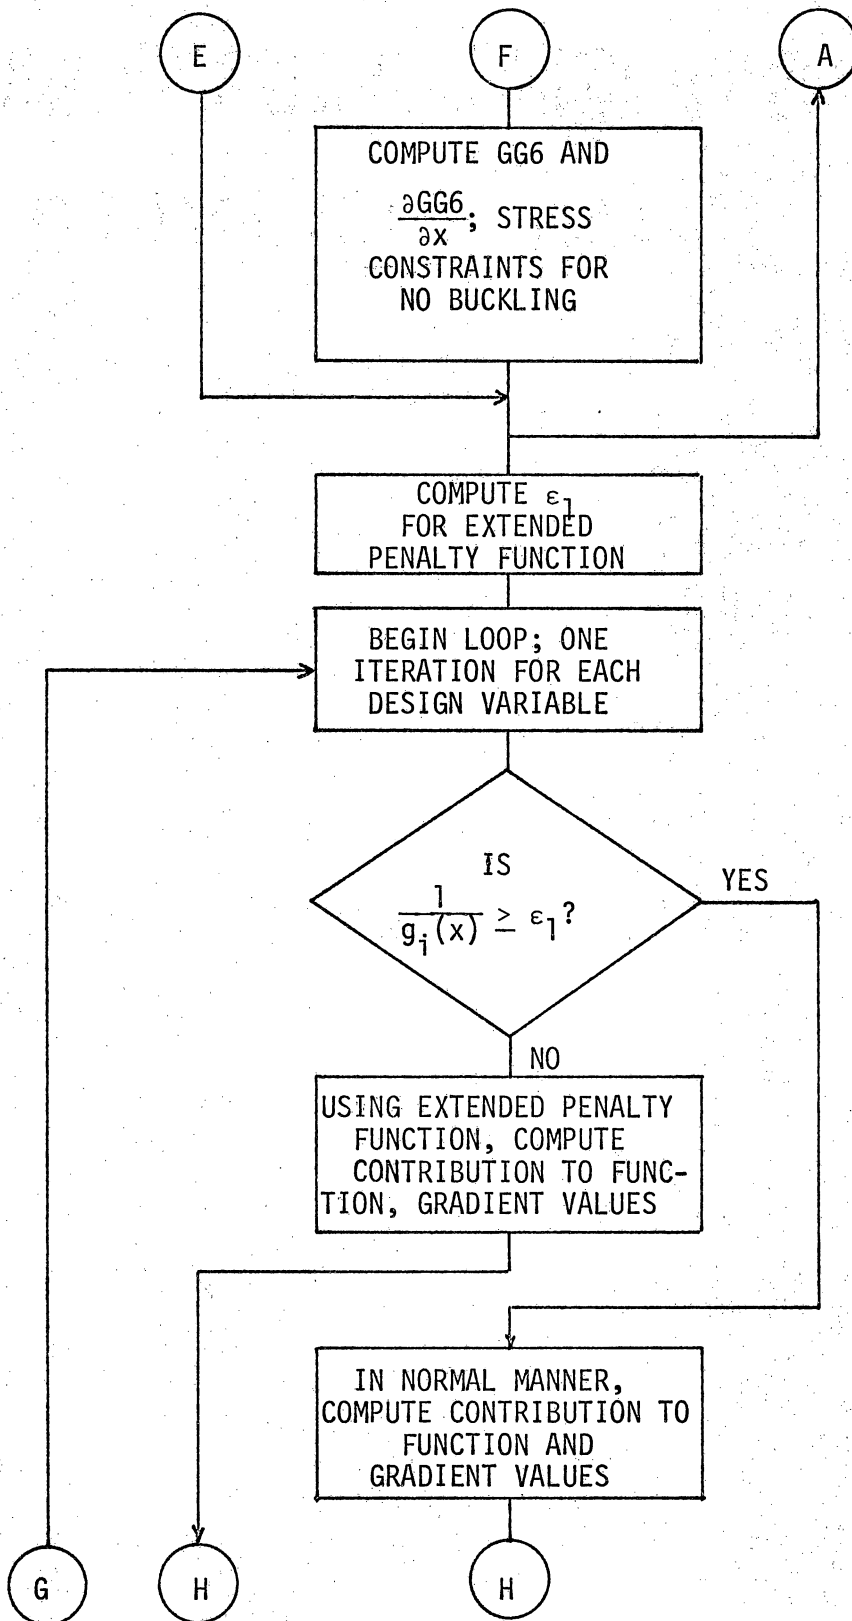 E
F
A
COMPUTE GG6 AND
∂GG6
∂x
; STRESS
CONSTRAINTS FOR
NO BUCKLING
COMPUTE ε1
FOR EXTENDED
PENALTY FUNCTION
BEGIN LOOP; ONE
ITERATION FOR EACH
DESIGN VARIABLE
IS
1
gi(x) ≥ ε1?
YES
NO
USING EXTENDED PENALTY
FUNCTION, COMPUTE
CONTRIBUTION TO FUNC-
TION, GRADIENT VALUES
IN NORMAL MANNER,
COMPUTE CONTRIBUTION TO
FUNCTION AND
GRADIENT VALUES
G
H
H